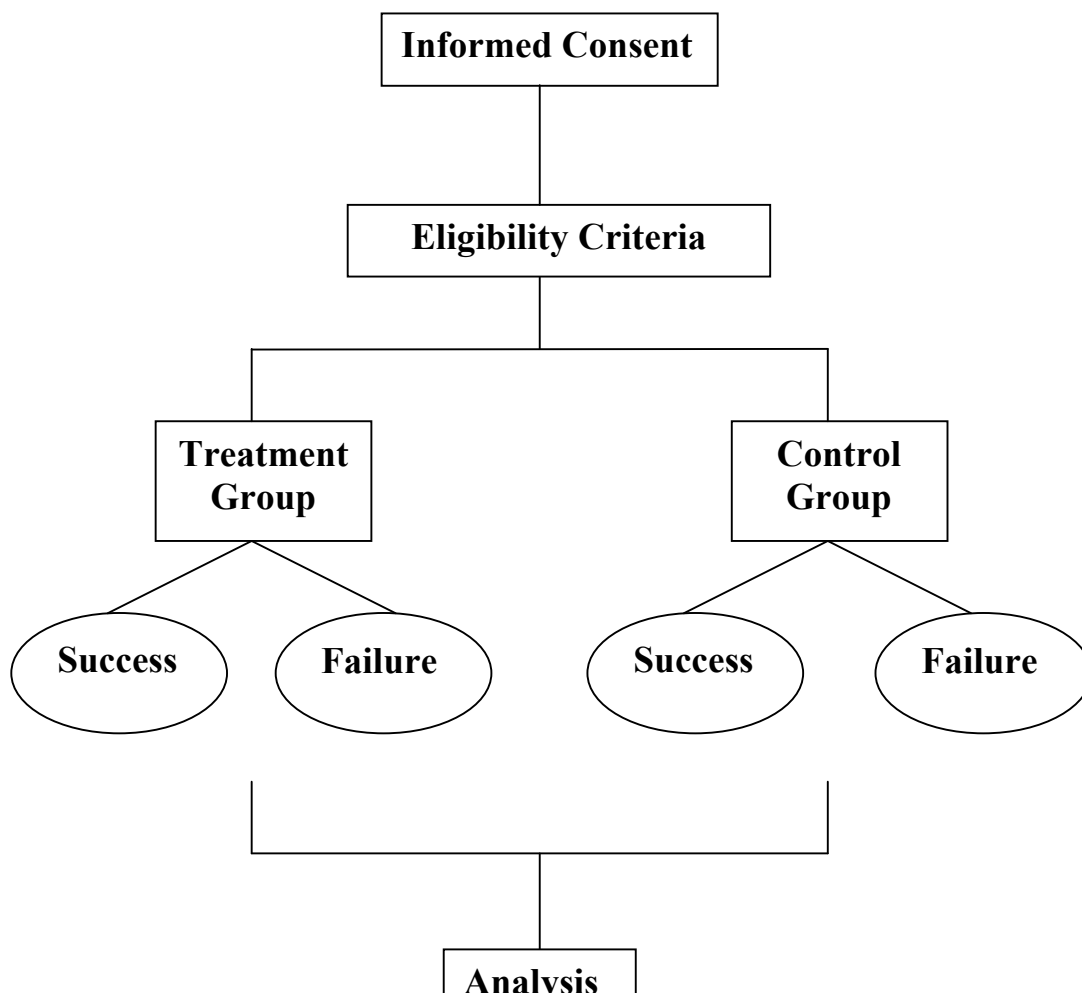 Informed Consent
Eligibility Criteria
Treatment
Group
Control
Group
Success
Failure
Success
Failure
Analysis